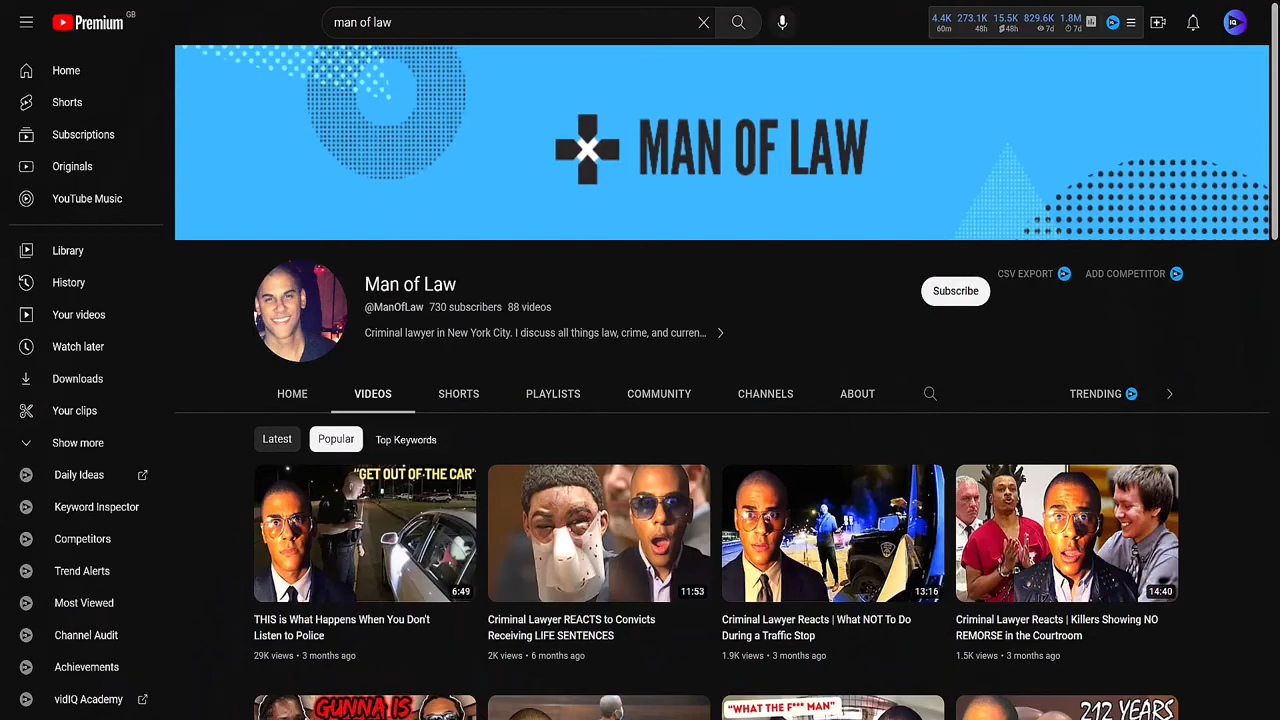 Premium GB
man of law
4.4K 273.1K 15.5K 829.6K 1.8M
60m 48h 48h 7d 7d
IQ
Home
Shorts
Subscriptions
Originals
YouTube Music
Library
History
Your videos
Watch later
Downloads
Your clips
Show more
Daily Ideas
Keyword Inspector
Competitors
Trend Alerts
Most Viewed
Channel Audit
Achievements
vidIQ Academy
MAN OF LAW
Man of Law
@ManOfLaw 730 subscribers 88 videos
Criminal lawyer in New York City. I discuss all things law, crime, and curren...
Subscribe
CSV EXPORT
ADD COMPETITOR
HOME VIDEOS SHORTS PLAYLISTS COMMUNITY CHANNELS ABOUT TRENDING
Latest Popular Top Keywords
"GET OUT OF THE CAR"
6:49
THIS is What Happens When You Don't
Listen to Police
29K views • 3 months ago
11:53
Criminal Lawyer REACTS to Convicts
Receiving LIFE SENTENCES
2K views • 6 months ago
13:16
Criminal Lawyer Reacts | What NOT To Do
During a Traffic Stop
1.9K views • 3 months ago
14:40
Criminal Lawyer Reacts | Killers Showing NO
REMORSE in the Courtroom
1.5K views • 3 months ago
GUNNA IS
"WHAT THE F*** MAN"
212 YEARS